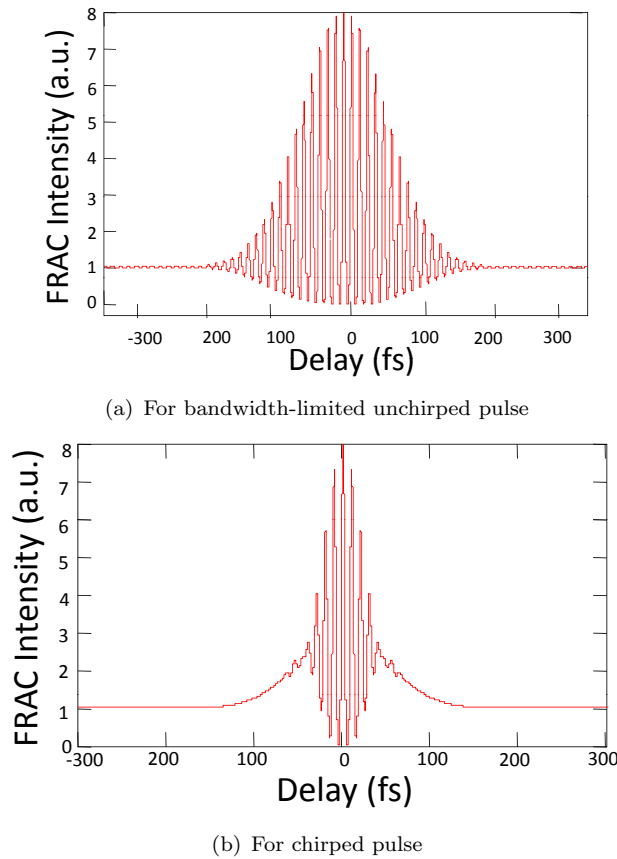 8
7
6
5
4
3
2
1
0
FRAC Intensity (a.u.)
-300 200 100 0 100 200 300
Delay (fs)
(a) For bandwidth-limited unchirped pulse
8
7
6
5
4
3
2
1
0
FRAC Intensity (a.u.)
-300 200 100 0 100 200 300
Delay (fs)
(b) For chirped pulse